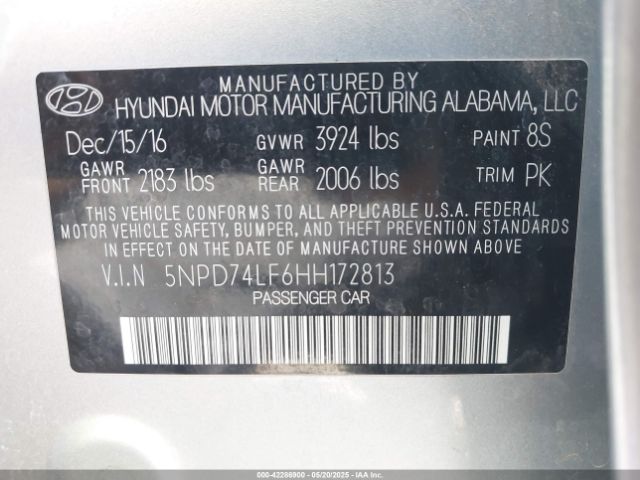 MANUFACTURED BY
HYUNDAI MOTOR MANUFACTURING ALABAMA, LLC
Dec/15/16 GVWR 3924 lbs PAINT 8S
GAWR FRONT 2183 lbs GAWR REAR 2006 lbs TRIM PK
THIS VEHICLE CONFORMS TO ALL APPLICABLE U.S.A. FEDERAL
MOTOR VEHICLE SAFETY, BUMPER, AND THEFT PREVENTION STANDARDS
IN EFFECT ON THE DATE OF MANUFACTURE SHOWN ABOVE
V.I.N 5NPD74LF6HH172813
PASSENGER CAR
000-42286900 - 05/20/2025 - IAAI.COM